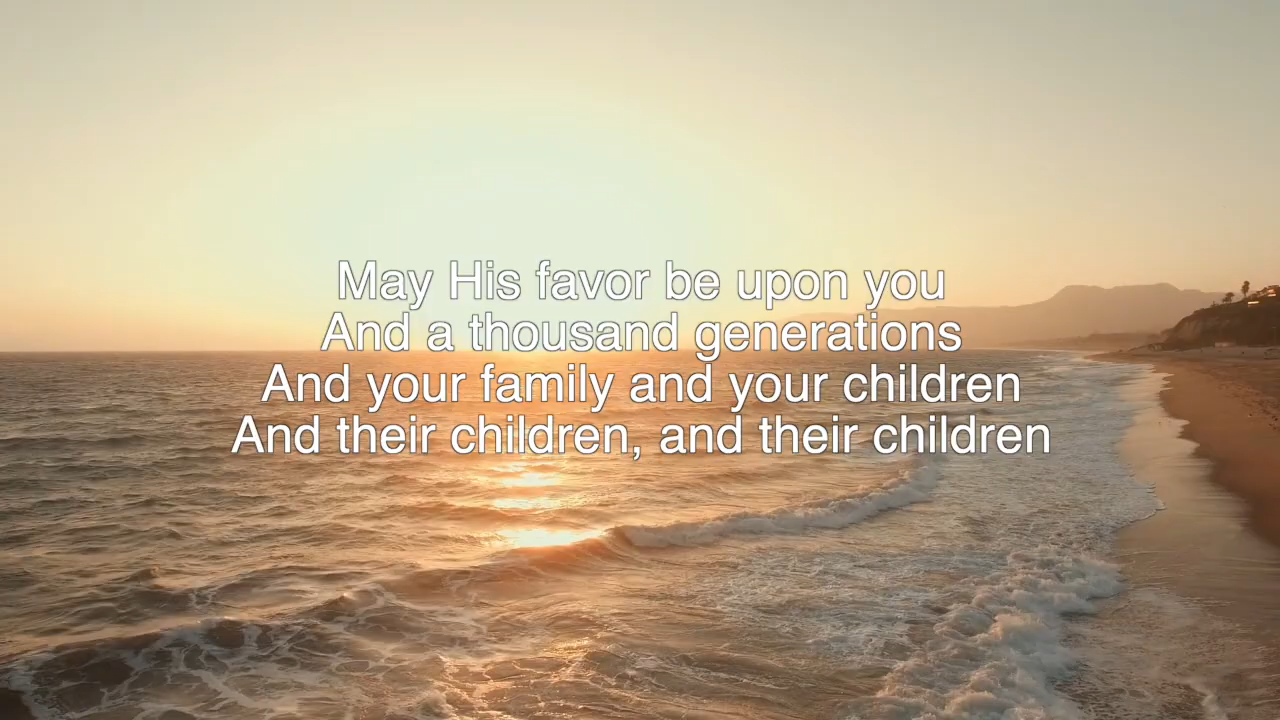 May His favor be upon you
And a thousand generations
And your family and your children
And their children, and their children